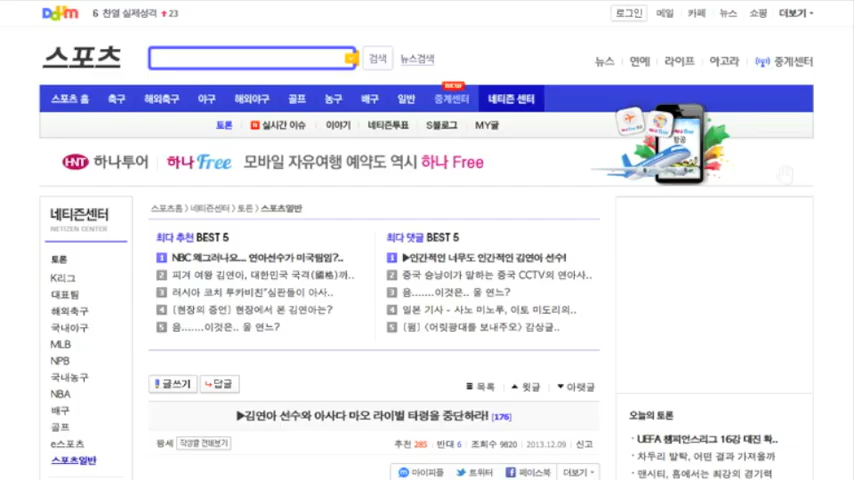 Daum 6 찬열 실제성격 23 로그인 메일 카페 뉴스 쇼핑 더보기
스포츠 검색 뉴스검색 뉴스 연예 라이프 아고라 중계센터
NEW
스포츠 홈 축구 해외축구 야구 해외야구 골프 농구 배구 일반 중계센터 네티즌 센터
토론 실시간 이슈 이야기 네티즌투표 S블로그 MY글
HNT 하나투어 하나Free 모바일 자유여행 예약도 역시 하나 Free
항공
네티즌센터
NETIZEN CENTER
토론
K리그
대표팀
해외축구
국내야구
MLB
NPB
국내농구
NBA
배구
골프
e스포츠
스포츠일반
스포츠홈 > 네티즌센터 > 토론 > 스포츠일반
최다 추천 BEST 5
1 NBC 왜그러나요.... 연아선수가 미국팀임?..
2 피겨 여왕 김연아, 대한민국 국격(國格)까..
3 러시아 코치 투카비진"심판들이 아사..
4 [현장의 증언] 현장에서 본 김연아는?
5 음.......이것은.. 울 연느?
최다 댓글 BEST 5
1 ▶인간적인 너무도 인간적인 김연아 선수!
2 중국 승냥이가 말하는 중국 CCTV의 연아사..
3 음.......이것은.. 울 연느?
4 일본 기사 - 사노 미노루, 이토 미도리의..
5 [펌] <어릿광대를 보내주오> 감상글..
글쓰기 답글 목록 ▲ 윗글 ▼ 아랫글
▶김연아 선수와 아사다 마오 라이벌 타령을 중단하라! [176]
왕세 작성글 전체보기 추천 285 반대 6 조회수 9820 2013.12.09 신고
마이피플 트위터 페이스북 더보기
오늘의 토론
· UEFA 챔피언스리그 16강 대진 확..
· 차두리 발탁, 어떤 결과 가져올까
· 맨시티, 홈에서는 최강의 경기력